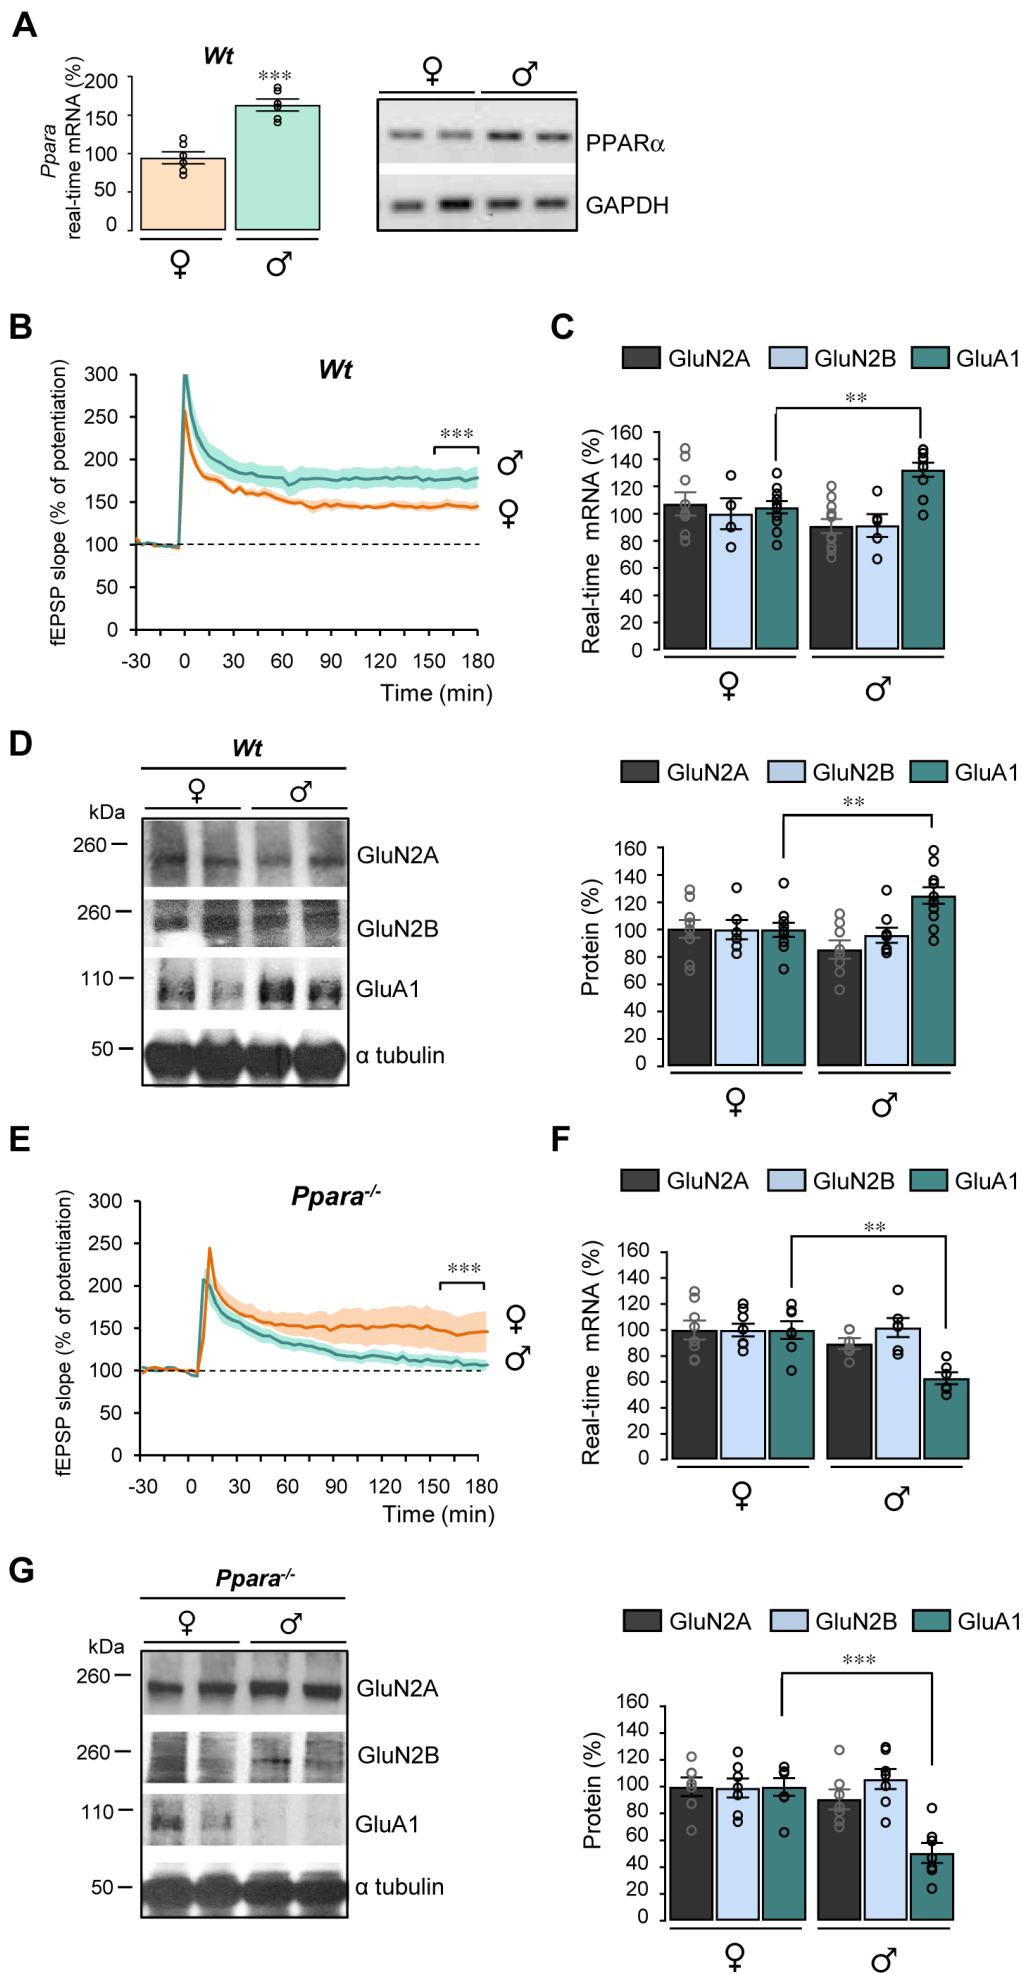 A
Wt
Ppara
real-time mRNA (%)
200
150
100
50
0
***
♀
♂
♀ ♂
PPARα
GAPDH
B
Wt
fEPSP slope (% of potentiation)
300
250
200
150
100
50
0
***
♂
♀
-30 0 30 60 90 120 150 180
Time (min)
C
GluN2A GluN2B GluA1
**
Real-time mRNA (%)
160
140
120
100
80
60
40
20
0
♀ ♂
D
Wt
♀ ♂
kDa
260
GluN2A
260
GluN2B
110
GluA1
50
α tubulin
GluN2A GluN2B GluA1
**
Protein (%)
160
140
120
100
80
60
40
20
0
♀ ♂
E
Ppara-/-
fEPSP slope (% of potentiation)
300
250
200
150
100
50
0
***
♀
♂
-30 0 30 60 90 120 150 180
Time (min)
F
GluN2A GluN2B GluA1
**
Real-time mRNA (%)
160
120
100
80
60
40
20
0
♀ ♂
G
Ppara-/-
♀ ♂
kDa
260
GluN2A
260
GluN2B
110
GluA1
50
α tubulin
GluN2A GluN2B GluA1
***
Protein (%)
160
140
120
100
80
60
40
20
0
♀ ♂